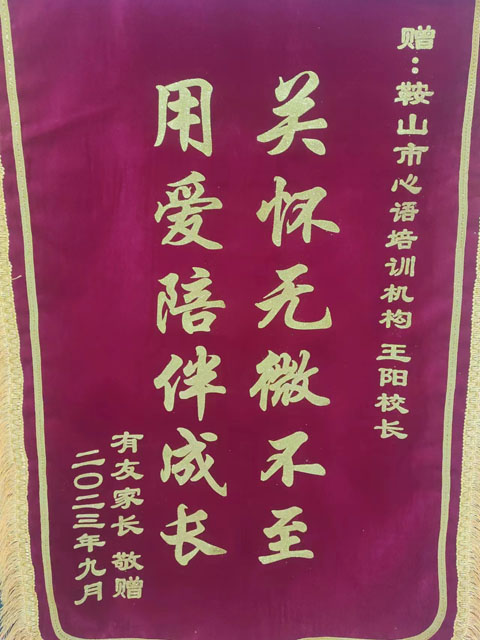 赠：鞍山市心语培训机构 王阳校长
关怀无微不至
用爱陪伴成长
有友家长 敬赠
二〇二三年九月